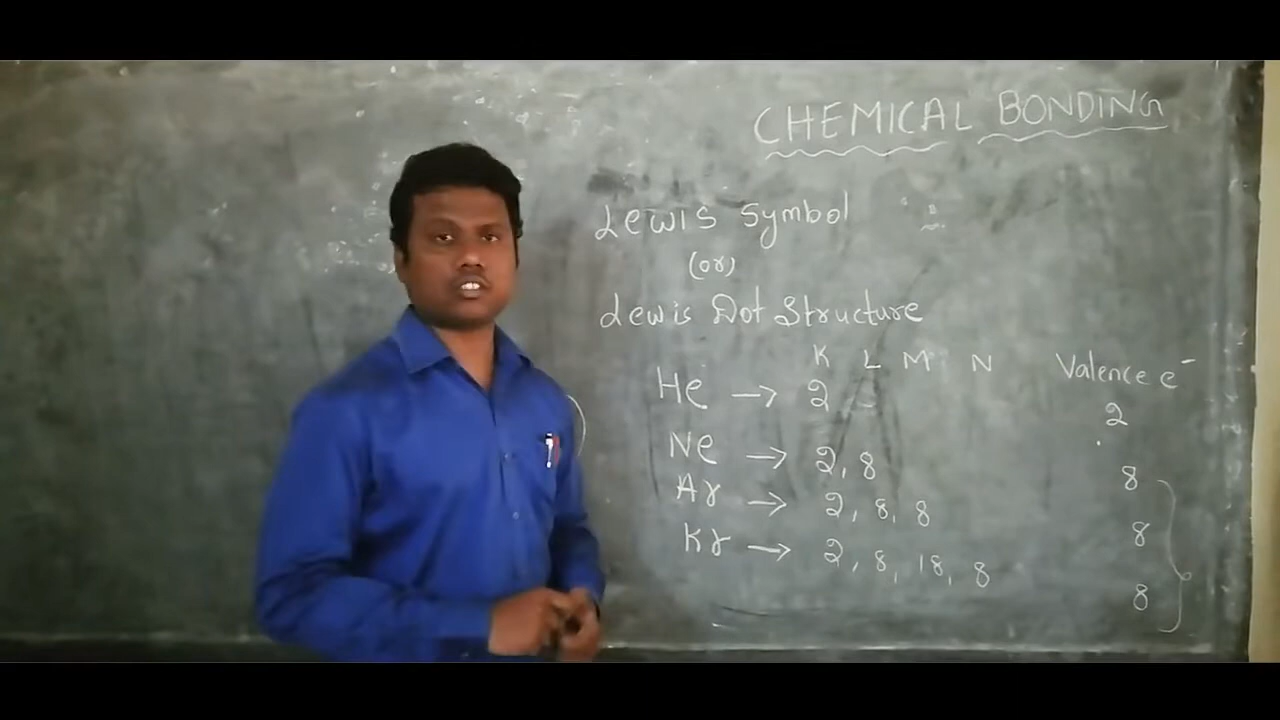 CHEMICAL BONDING
Lewis Symbol
(or)
Lewis Dot Structure
K L M N Valence e⁻
He → 2 2
Ne → 2, 8 8
Ar → 2, 8, 8 8
Kr → 2, 8, 18, 8 8